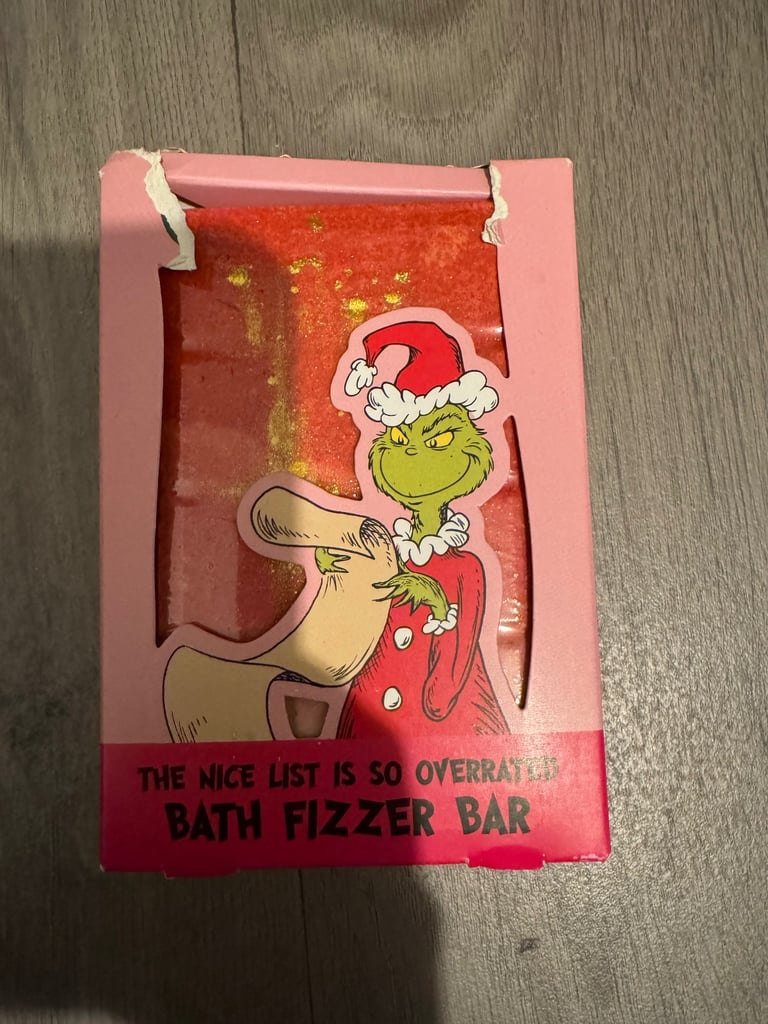 THE NICE LIST IS SO OVERRATED
BATH FIZZER BAR